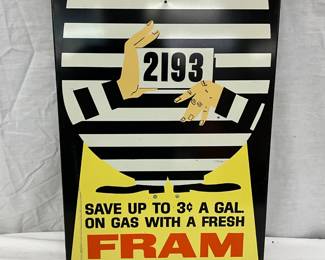 2193
SAVE UP TO 3¢ A GAL.
ON GAS WITH A FRESH
FRAM